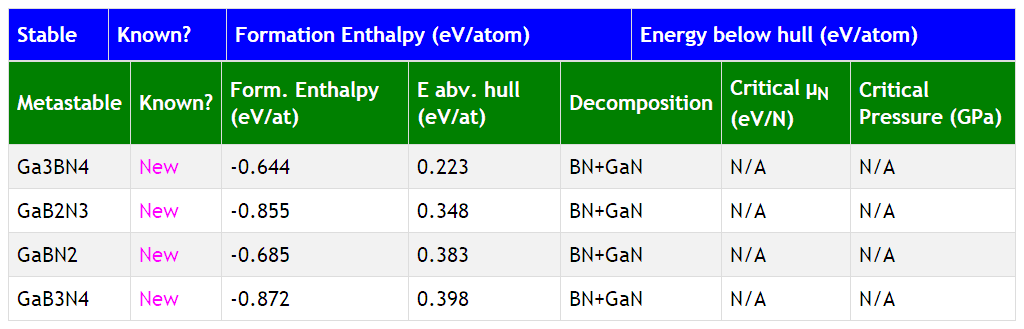 Stable Known? Formation Enthalpy (eV/atom) Energy below hull (eV/atom)
Metastable Known? Form. Enthalpy (eV/at) E abv. hull (eV/at) Decomposition Critical μN (eV/N) Critical Pressure (GPa)
Ga3BN4 New -0.644 0.223 BN+GaN N/A N/A
GaB2N3 New -0.855 0.348 BN+GaN N/A N/A
GaBN2 New -0.685 0.383 BN+GaN N/A N/A
GaB3N4 New -0.872 0.398 BN+GaN N/A N/A